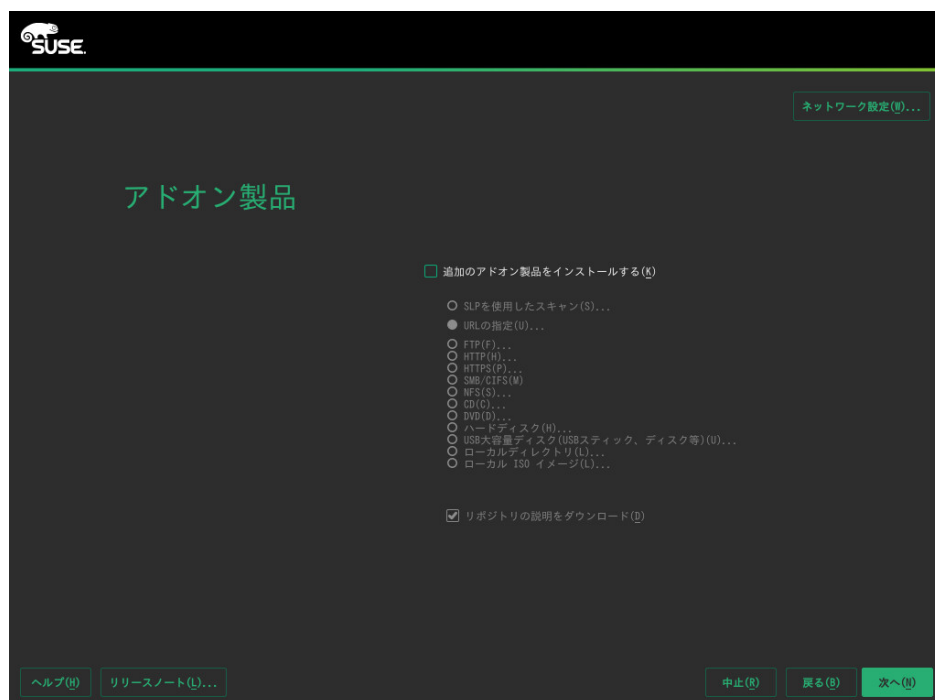 SUSE.
ネットワーク設定(W)...
アドオン製品
追加のアドオン製品をインストールする(K)
SLPを使用したスキャン(S)...
URLの指定(U)...
FTP(F)...
HTTP(H)...
HTTPS(P)...
SMB/CIFS(M)
NFS(S)...
CD(C)...
DVD(D)...
ハードディスク(H)...
USB大容量ディスク(USBスティック、ディスク等)(U)...
ローカルディレクトリ(L)...
ローカル ISO イメージ(L)...
リポジトリの説明をダウンロード(D)
ヘルプ(H) リリースノート(L)... 中止(R) 戻る(B) 次へ(N)